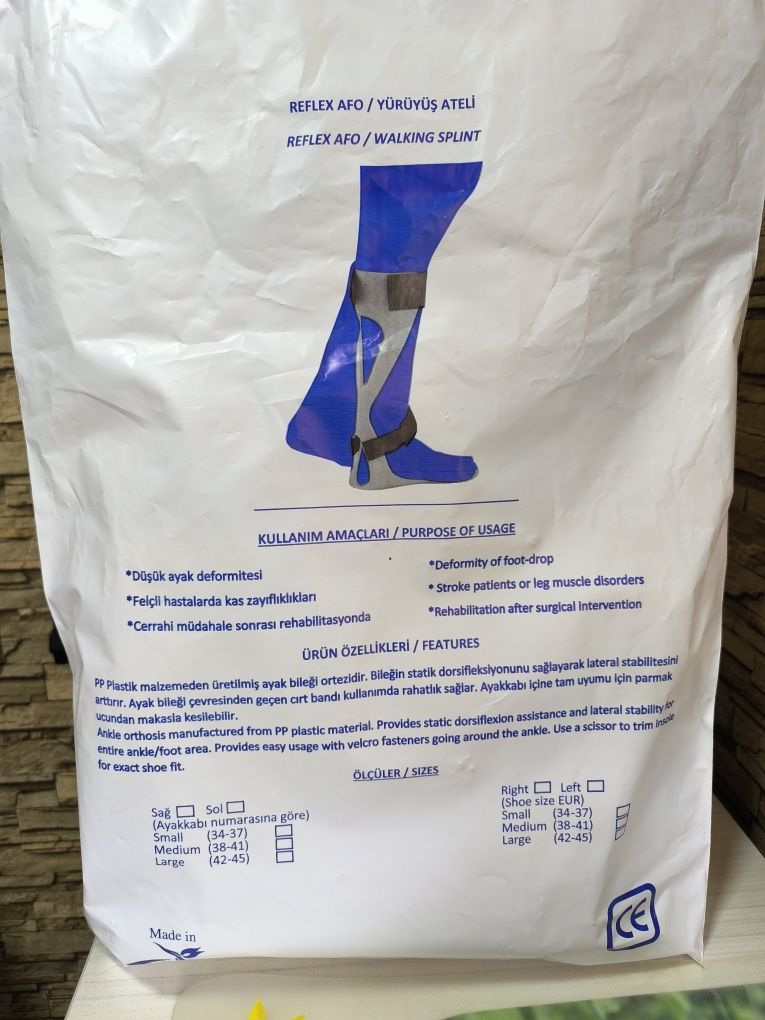 REFLEX AFO / YÜRÜYÜŞ ATELİ
REFLEX AFO / WALKING SPLINT
KULLANIM AMAÇLARI / PURPOSE OF USAGE
*Düşük ayak deformitesi
*Felçli hastalarda kas zayıflıklıkları
*Cerrahi müdahale sonrası rehabilitasyonda
*Deformity of foot-drop
* Stroke patients or leg muscle disorders
*Rehabilitation after surgical intervention
ÜRÜN ÖZELLİKLERİ / FEATURES
PP Plastik malzemeden üretilmiş ayak bileği ortezidir. Bileğin statik dorsifleksiyonunu sağlayarak lateral stabilitesini
arttırır. Ayak bileği çevresinden geçen cırt bandı kullanımda rahatlık sağlar. Ayakkabı içine tam uyumu için parmak
ucundan makasla kesilebilir.
Ankle orthosis manufactured from PP plastic material. Provides static dorsiflexion assistance and lateral stability for
entire ankle/foot area. Provides easy usage with velcro fasteners going around the ankle. Use a scissor to trim insole
for exact shoe fit.
ÖLÇÜLER / SIZES
Sağ Sol
(Ayakkabı numarasına göre)
Small (34-37)
Medium (38-41)
Large (42-45)
Right Left
(Shoe size EUR)
Small (34-37)
Medium (38-41)
Large (42-45)
Made in
CE